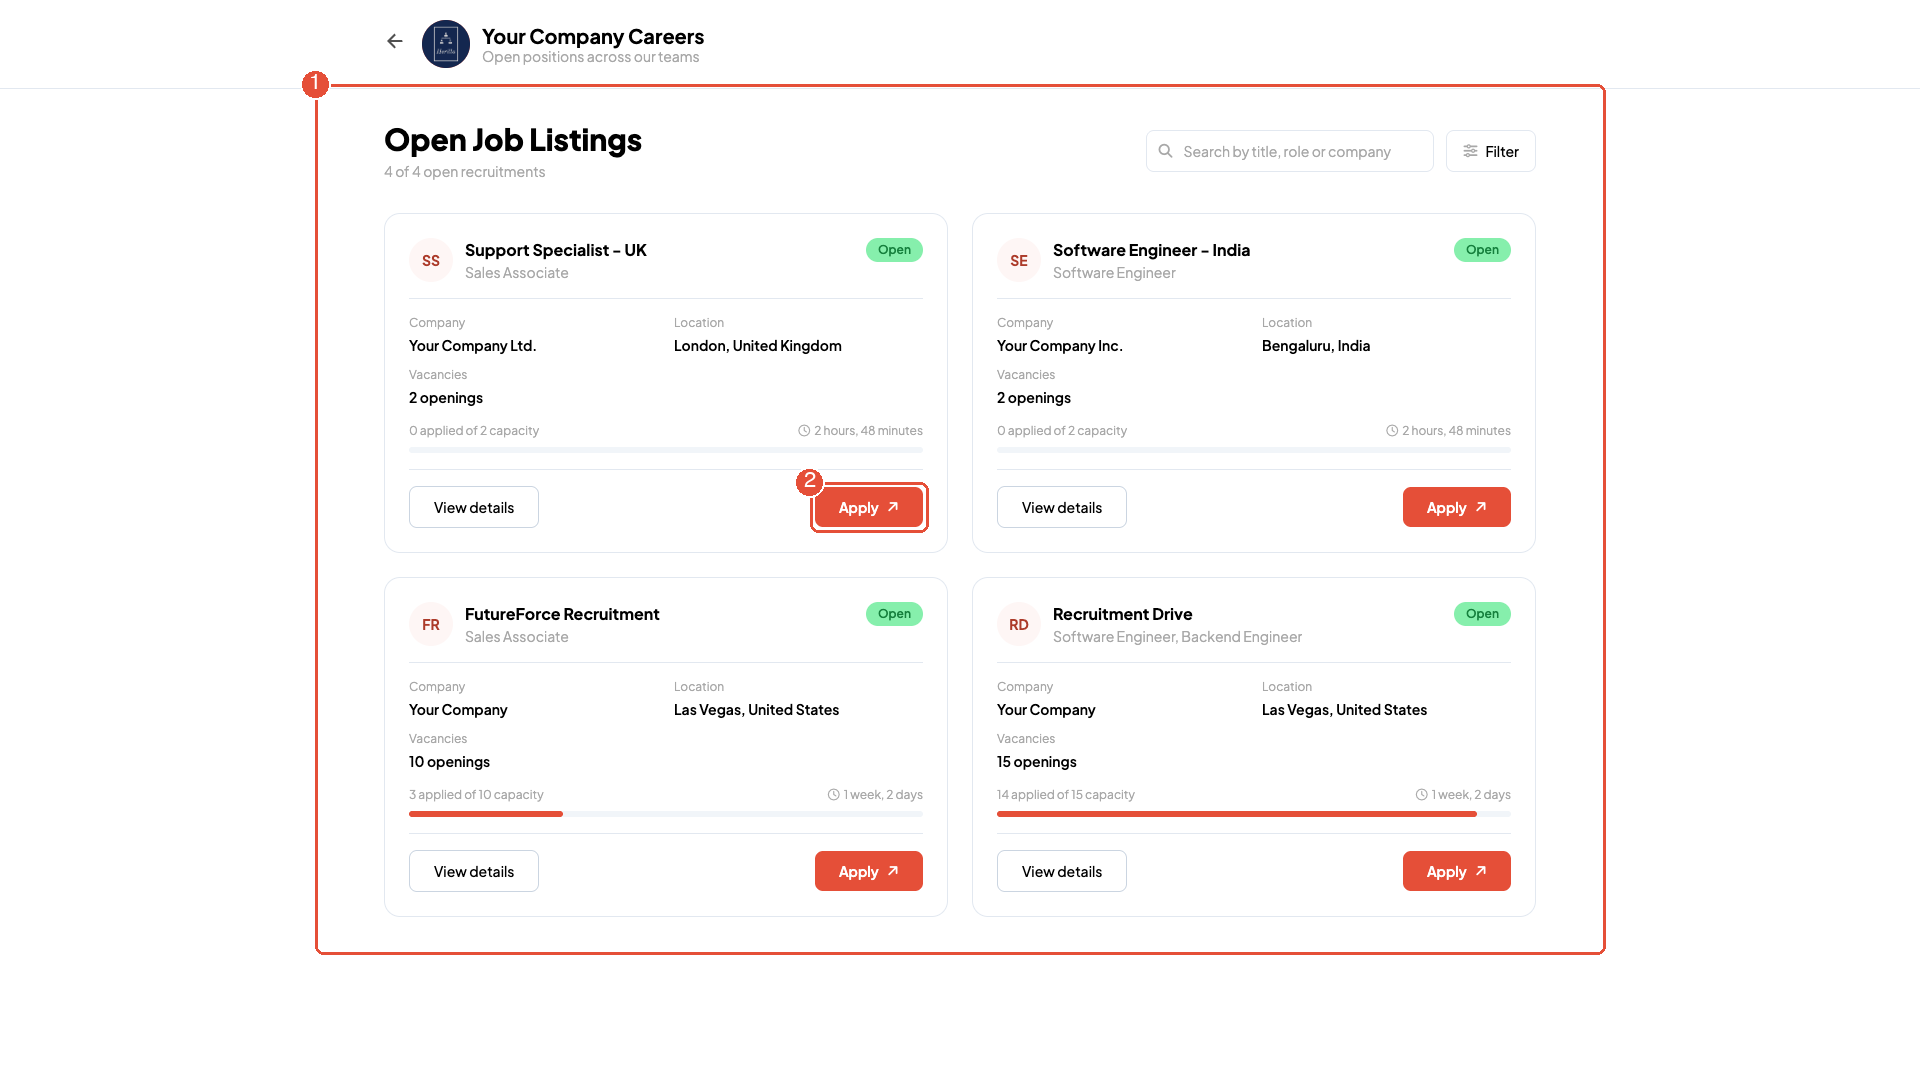 Horilla
Your Company Careers
Open positions across our teams
1
Open Job Listings
4 of 4 open recruitments
Search by title, role or company
Filter
SS
Support Specialist - UK
Sales Associate
Open
Company
Location
Your Company Ltd.
London, United Kingdom
Vacancies
2 openings
0 applied of 2 capacity
2 hours, 48 minutes
View details
2
Apply
SE
Software Engineer - India
Software Engineer
Open
Company
Location
Your Company Inc.
Bengaluru, India
Vacancies
2 openings
0 applied of 2 capacity
2 hours, 48 minutes
View details
Apply
FR
FutureForce Recruitment
Sales Associate
Open
Company
Location
Your Company
Las Vegas, United States
Vacancies
10 openings
3 applied of 10 capacity
1 week, 2 days
View details
Apply
RD
Recruitment Drive
Software Engineer, Backend Engineer
Open
Company
Location
Your Company
Las Vegas, United States
Vacancies
15 openings
14 applied of 15 capacity
1 week, 2 days
View details
Apply